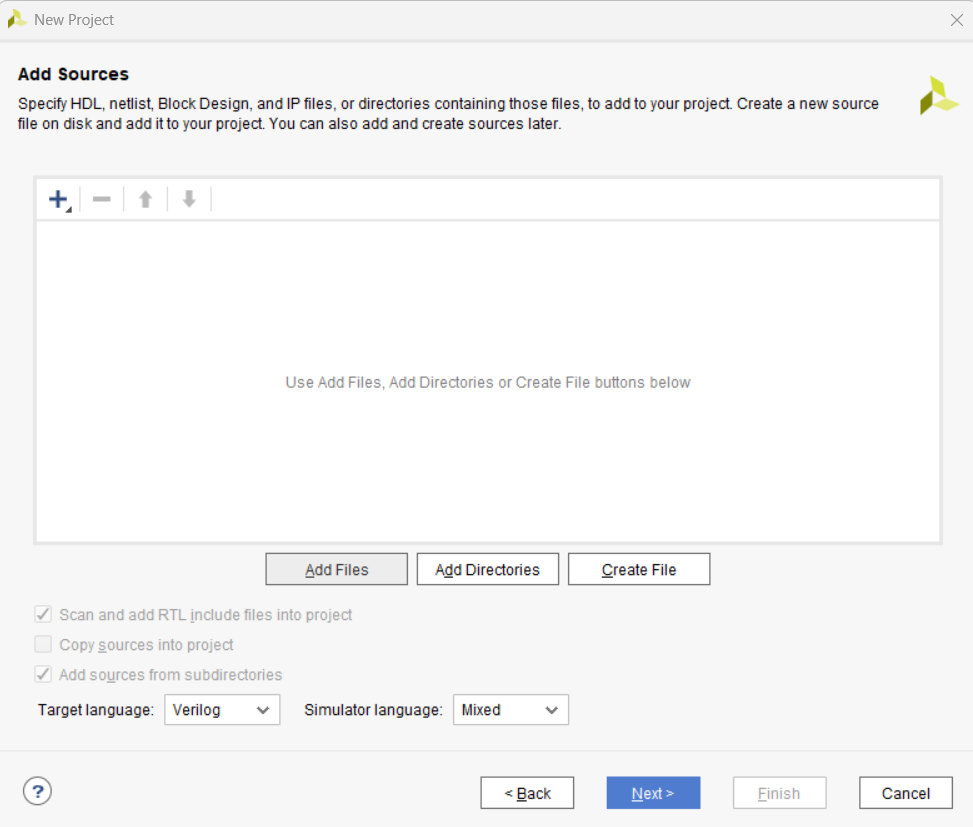 New Project
Add Sources
Specify HDL, netlist, Block Design, and IP files, or directories containing those files, to add to your project. Create a new source
file on disk and add it to your project. You can also add and create sources later.
Use Add Files, Add Directories or Create File buttons below
Add Files Add Directories Create File
Scan and add RTL include files into project
Copy sources into project
Add sources from subdirectories
Target language: Verilog Simulator language: Mixed
? < Back Next > Finish Cancel